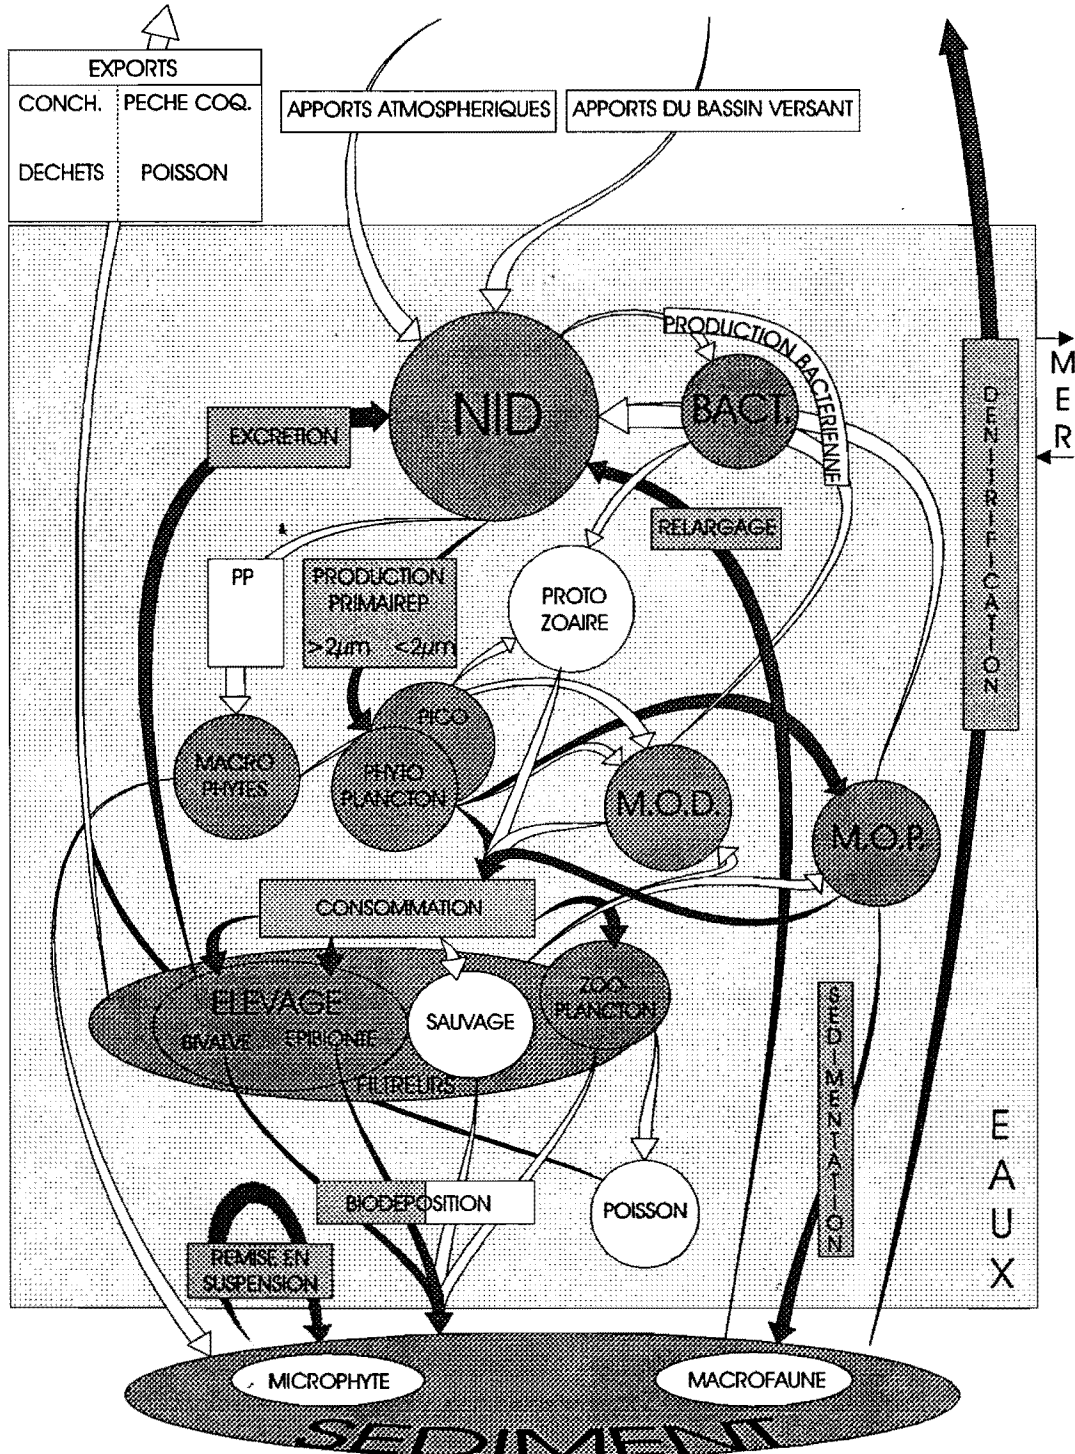 EXPORTS
CONCH. PECHE COQ.
DECHETS POISSON
APPORTS ATMOSPHERIQUES
APPORTS DU BASSIN VERSANT
PRODUCTION BACTERIENNE
NID
BACT.
MER
EXCRETION
DENITRIFICATION
RELARGAGE
PP
PRODUCTION
PRIMAIREP
>2µm <2µm
PROTO
ZOAIRE
PICO
MACRO
PHYTES
PHYTO
PLANCTON
M.O.D.
M.O.P.
CONSOMMATION
ELEVAGE
BIVALVE EPIBIONTE
SAUVAGE
ZOO-
PLANCTON
FILTREURS
SEDIMENTATION
EAUX
BIODEPOSITION
POISSON
REMISE EN
SUSPENSION
MICROPHYTE
MACROFAUNE
SEDIMENT